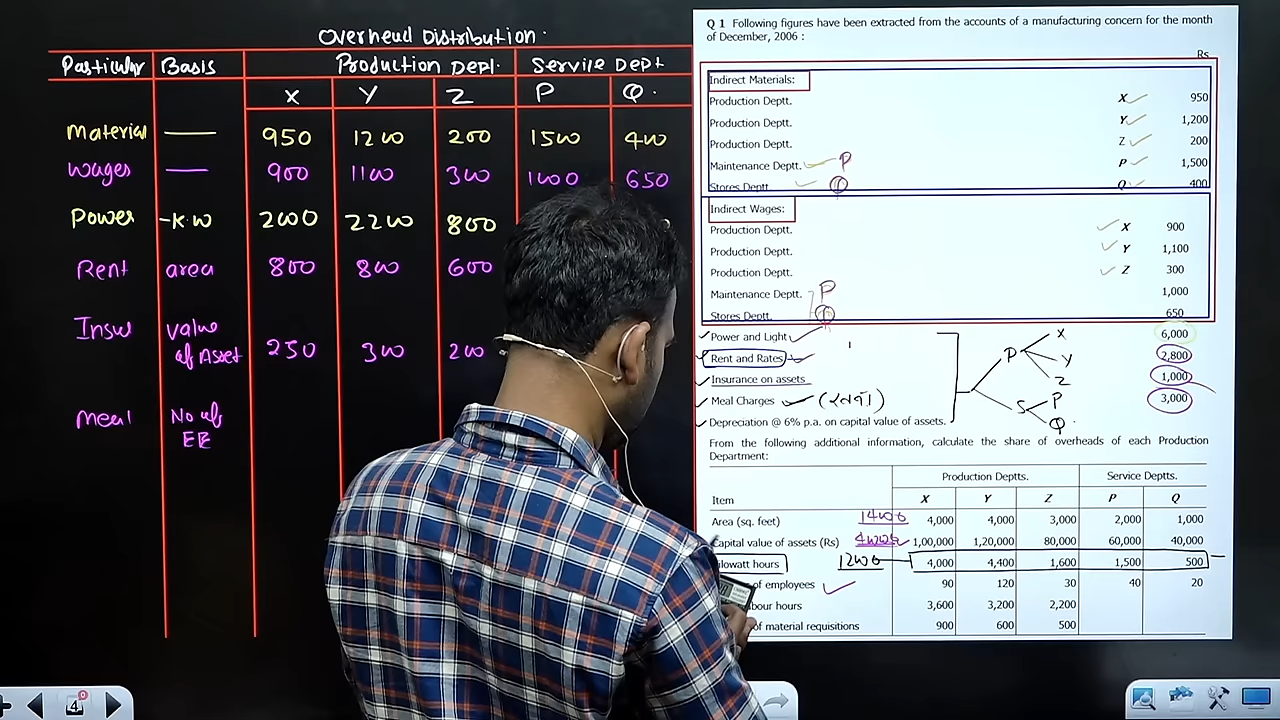 Overhead Distribution.
Particular Basis Production Dept. Service Dept
X Y Z P Q.
Material — 950 1200 200 1500 400
Wages — 900 1100 300 1000 650
Power -K.W 2000 2200 800
Rent area 800 800 600
Insur value of Asset 250 300 200
Meal No of EE
Q 1 Following figures have been extracted from the accounts of a manufacturing concern for the month
of December, 2006 :
Rs
Indirect Materials:
Production Deptt. X 950
Production Deptt. Y 1,200
Production Deptt. Z 200
Maintenance Deptt. P P 1,500
Stores Deptt. Q Q 400
Indirect Wages:
Production Deptt. X 900
Production Deptt. Y 1,100
Production Deptt. Z 300
Maintenance Deptt. P 1,000
Stores Deptt. Q 650
Power and Light 6,000
Rent and Rates 2,800
Insurance on assets 1,000
Meal Charges 3,000
Depreciation @ 6% p.a. on capital value of assets.
P X Y Z
S P Q
From the following additional information, calculate the share of overheads of each Production
Department:
Production Deptts. Service Deptts.
Item X Y Z P Q
Area (sq. feet) 14000 4,000 4,000 3,000 2,000 1,000
Capital value of assets (Rs) 1,00,000 1,20,000 80,000 60,000 40,000
hours 12000 4,000 4,400 1,600 1,500 500
of employees 90 120 30 40 20
hours 3,600 3,200 2,200
of material requisitions 900 600 500
4